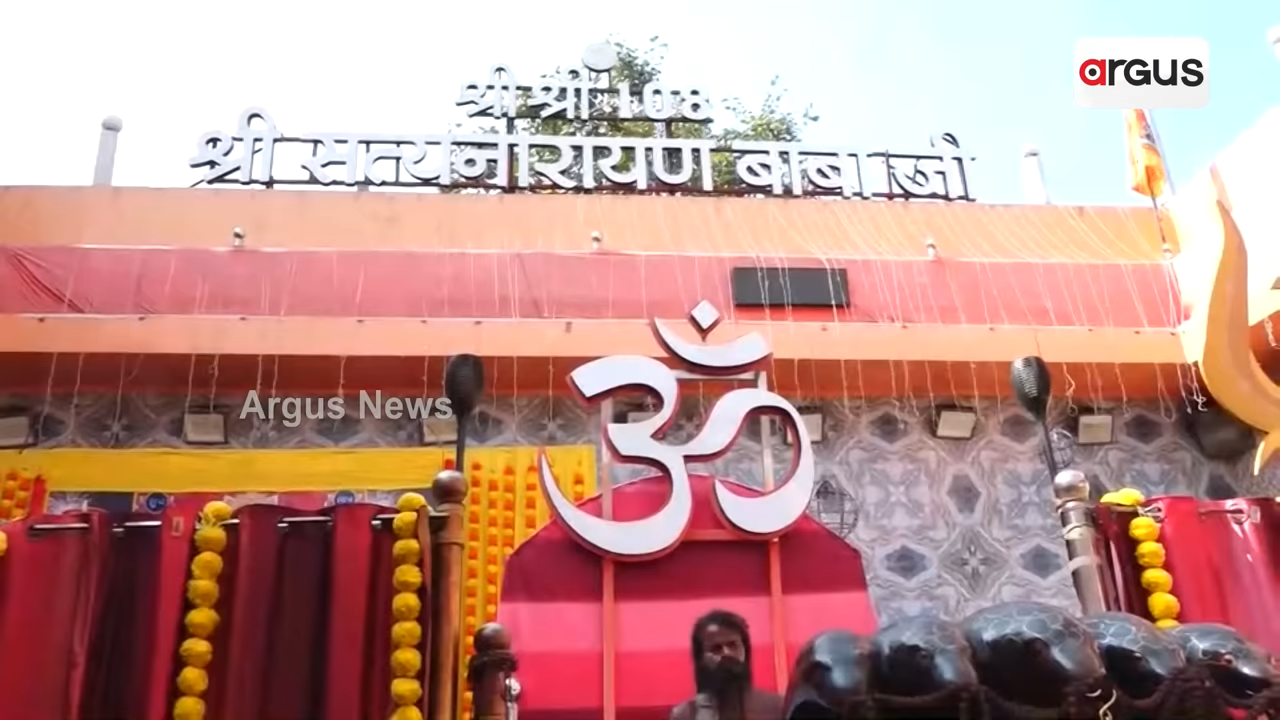 argus
श्री श्री 108
श्री सत्यनारायण बाबा जी
Argus News
ॐ